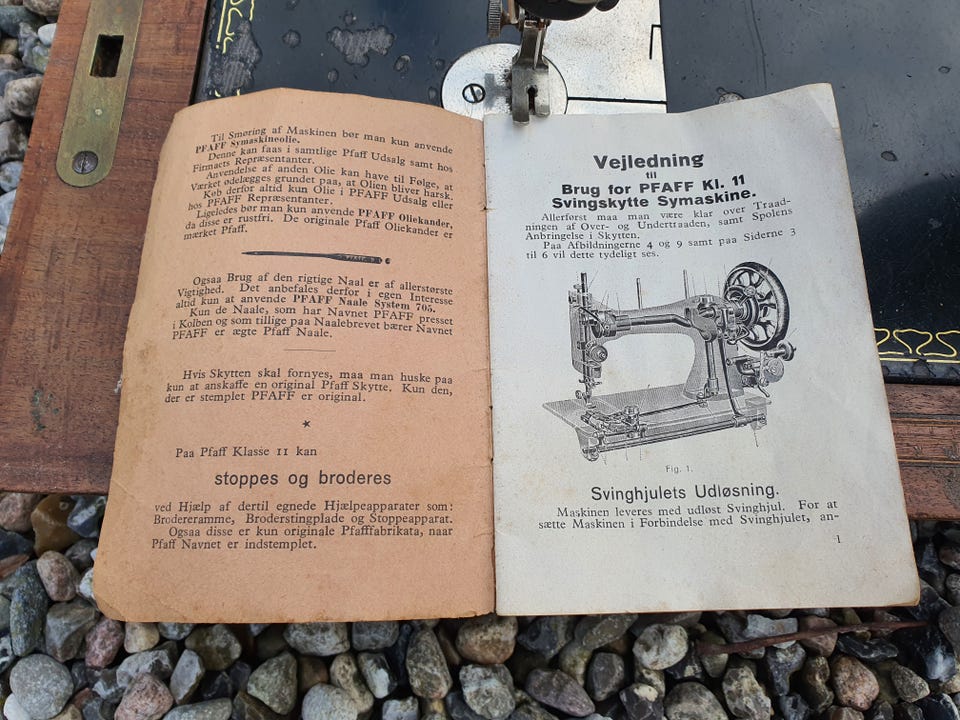 Til Smøring af Maskinen bør man kun anvende
PFAFF Symaskineolie.
Denne kan faas i samtlige Pfaff Udsalg samt hos
Firmaets Repræsentanter.
Anvendelse af anden Olie kan have til Følge, at
Værket ødelægges grundet paa, at Olien bliver harsk.
Køb derfor altid kun Olie i PFAFF Udsalg eller
hos PFAFF Repræsentanter.
Ligeledes bør man kun anvende PFAFF Oliekander,
da disse er rustfri. De originale Pfaff Oliekander er
mærket Pfaff.
PFAFF
Ogsaa Brug af den rigtige Naal er af allerstørste
Vigtighed. Det anbefales derfor i egen Interesse
altid kun at anvende PFAFF Naale System 705.
Kun de Naale, som har Navnet PFAFF presset
i Kolben og som tillige paa Naalebrevet bærer Navnet
PFAFF er ægte Pfaff Naale.
Hvis Skytten skal fornyes, maa man huske paa
kun at anskaffe en original Pfaff Skytte. Kun den,
der er stemplet PFAFF er original.
*
Paa Pfaff Klasse 11 kan
stoppes og broderes
ved Hjælp af dertil egnede Hjælpeapparater som:
Brodereramme, Broderstingplade og Stoppeapparat.
Ogsaa disse er kun originale Pfafffabrikata, naar
Pfaff Navnet er indstemplet.
Vejledning
til
Brug for PFAFF Kl. 11
Svingskytte Symaskine.
Allerførst maa man være klar over Traad-
ningen af Over- og Undertraaden, samt Spolens
Anbringelse i Skytten.
Paa Afbildningerne 4 og 9 samt paa Siderne 3
til 6 vil dette tydeligt ses.
Fig. 1.
Svinghjulets Udløsning.
Maskinen leveres med udløst Svinghjul. For at
sætte Maskinen i Forbindelse med Svinghjulet, an-
1